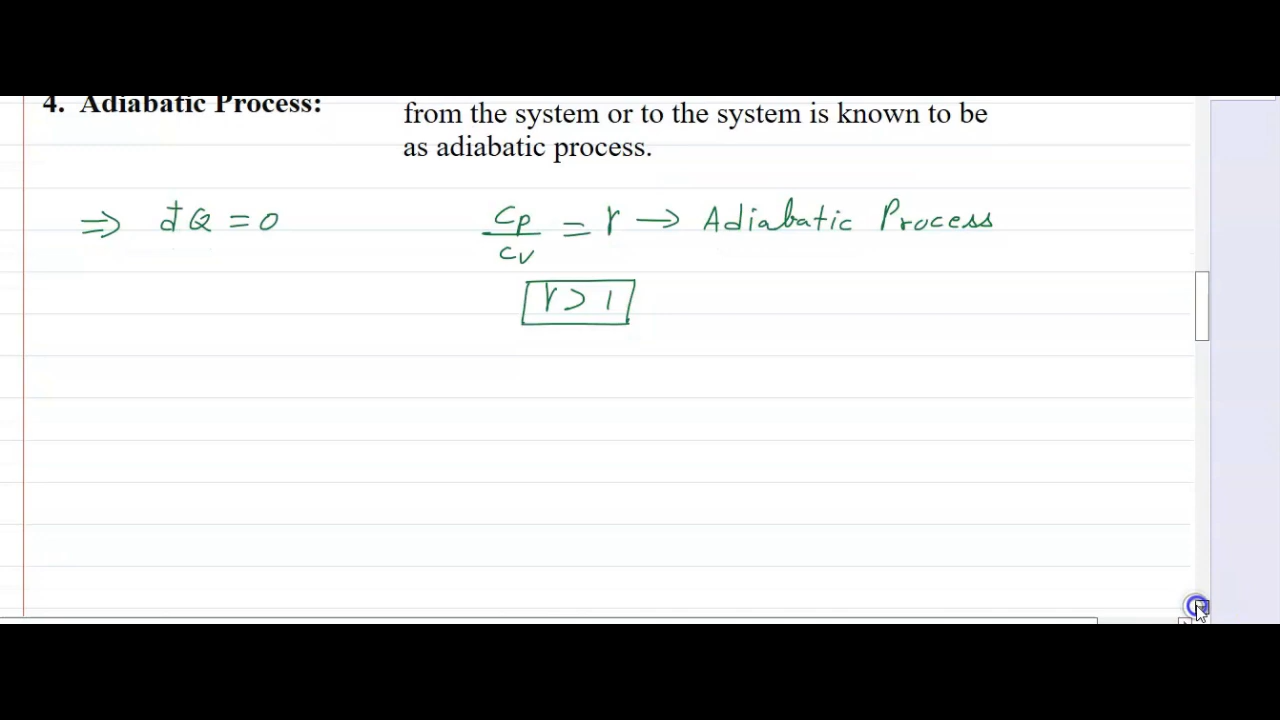 4. Adiabatic Process:
from the system or to the system is known to be
as adiabatic process.
⇒ đQ = 0
Cp/Cv = γ → Adiabatic Process
γ > 1